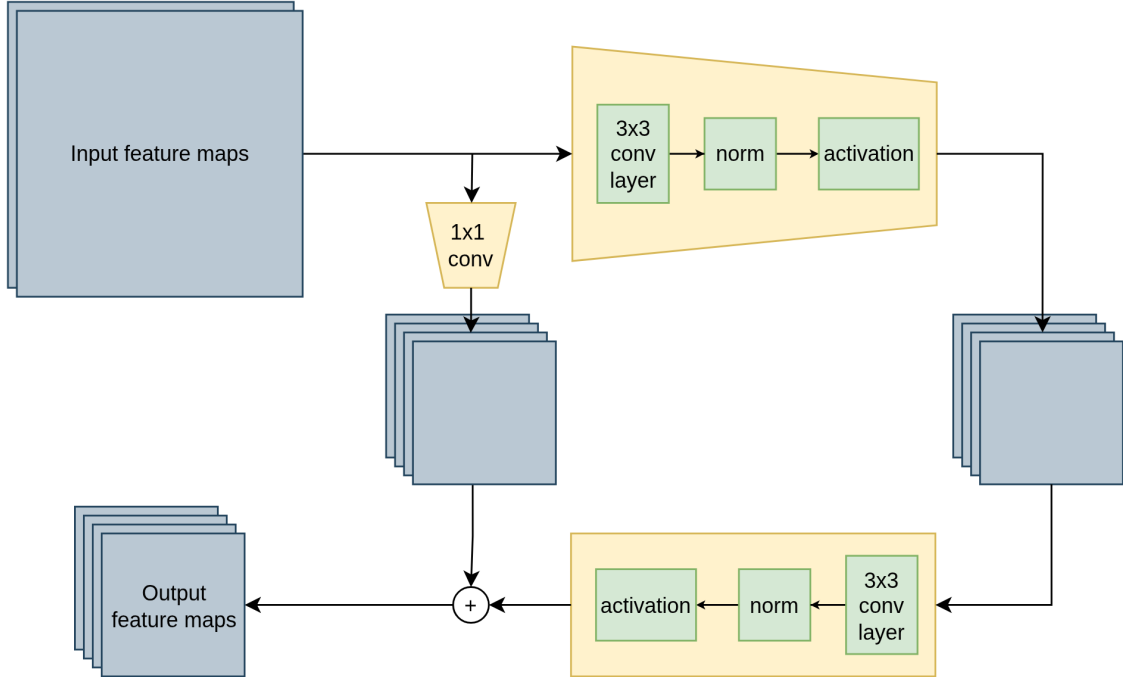 Input feature maps
3x3
conv
layer
norm
activation
1x1
conv
Output
feature maps
+
activation
norm
3x3
conv
layer